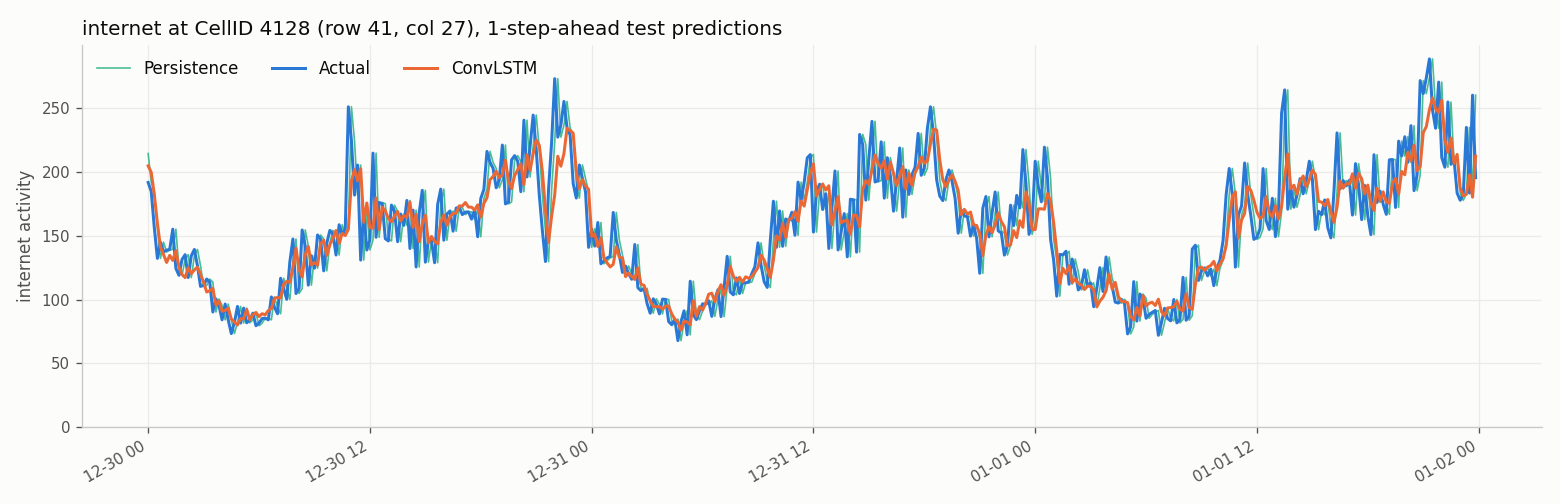 internet at CellID 4128 (row 41, col 27), 1-step-ahead test predictions
Persistence Actual ConvLSTM
internet activity
250
200
150
100
50
0
12-30 00 12-30 12 12-31 00 12-31 12 01-01 00 01-01 12 01-02 00